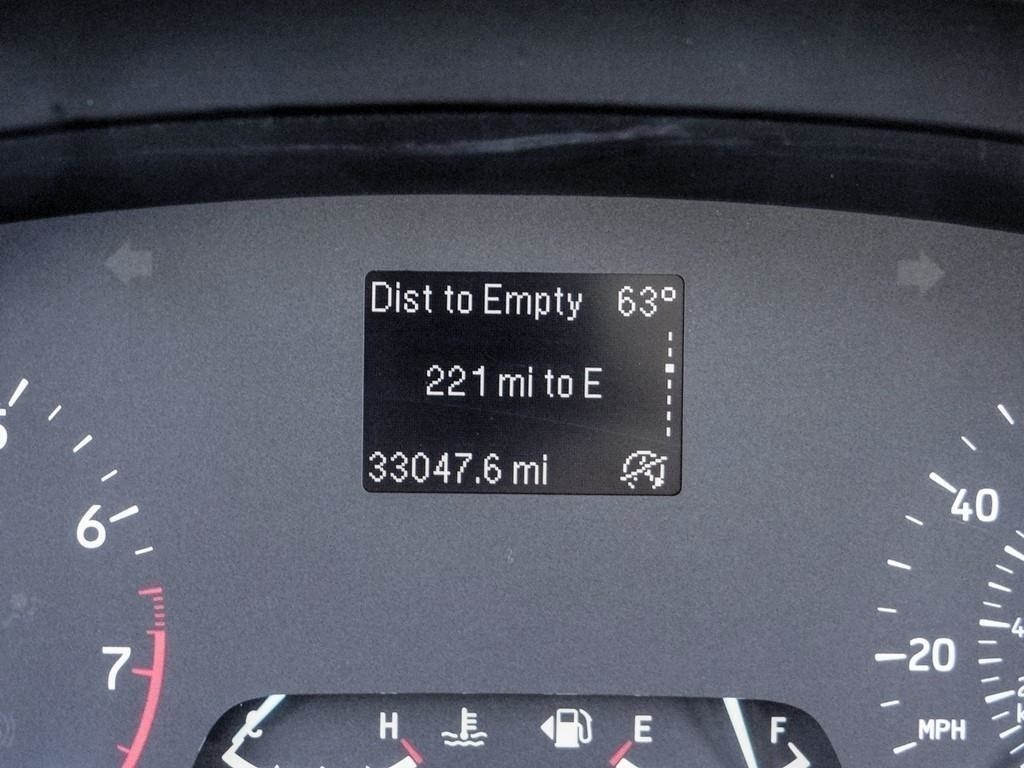 Dist to Empty 63°
221 mi to E
33047.6 mi
6
7
40
20
MPH
C
H
E
F